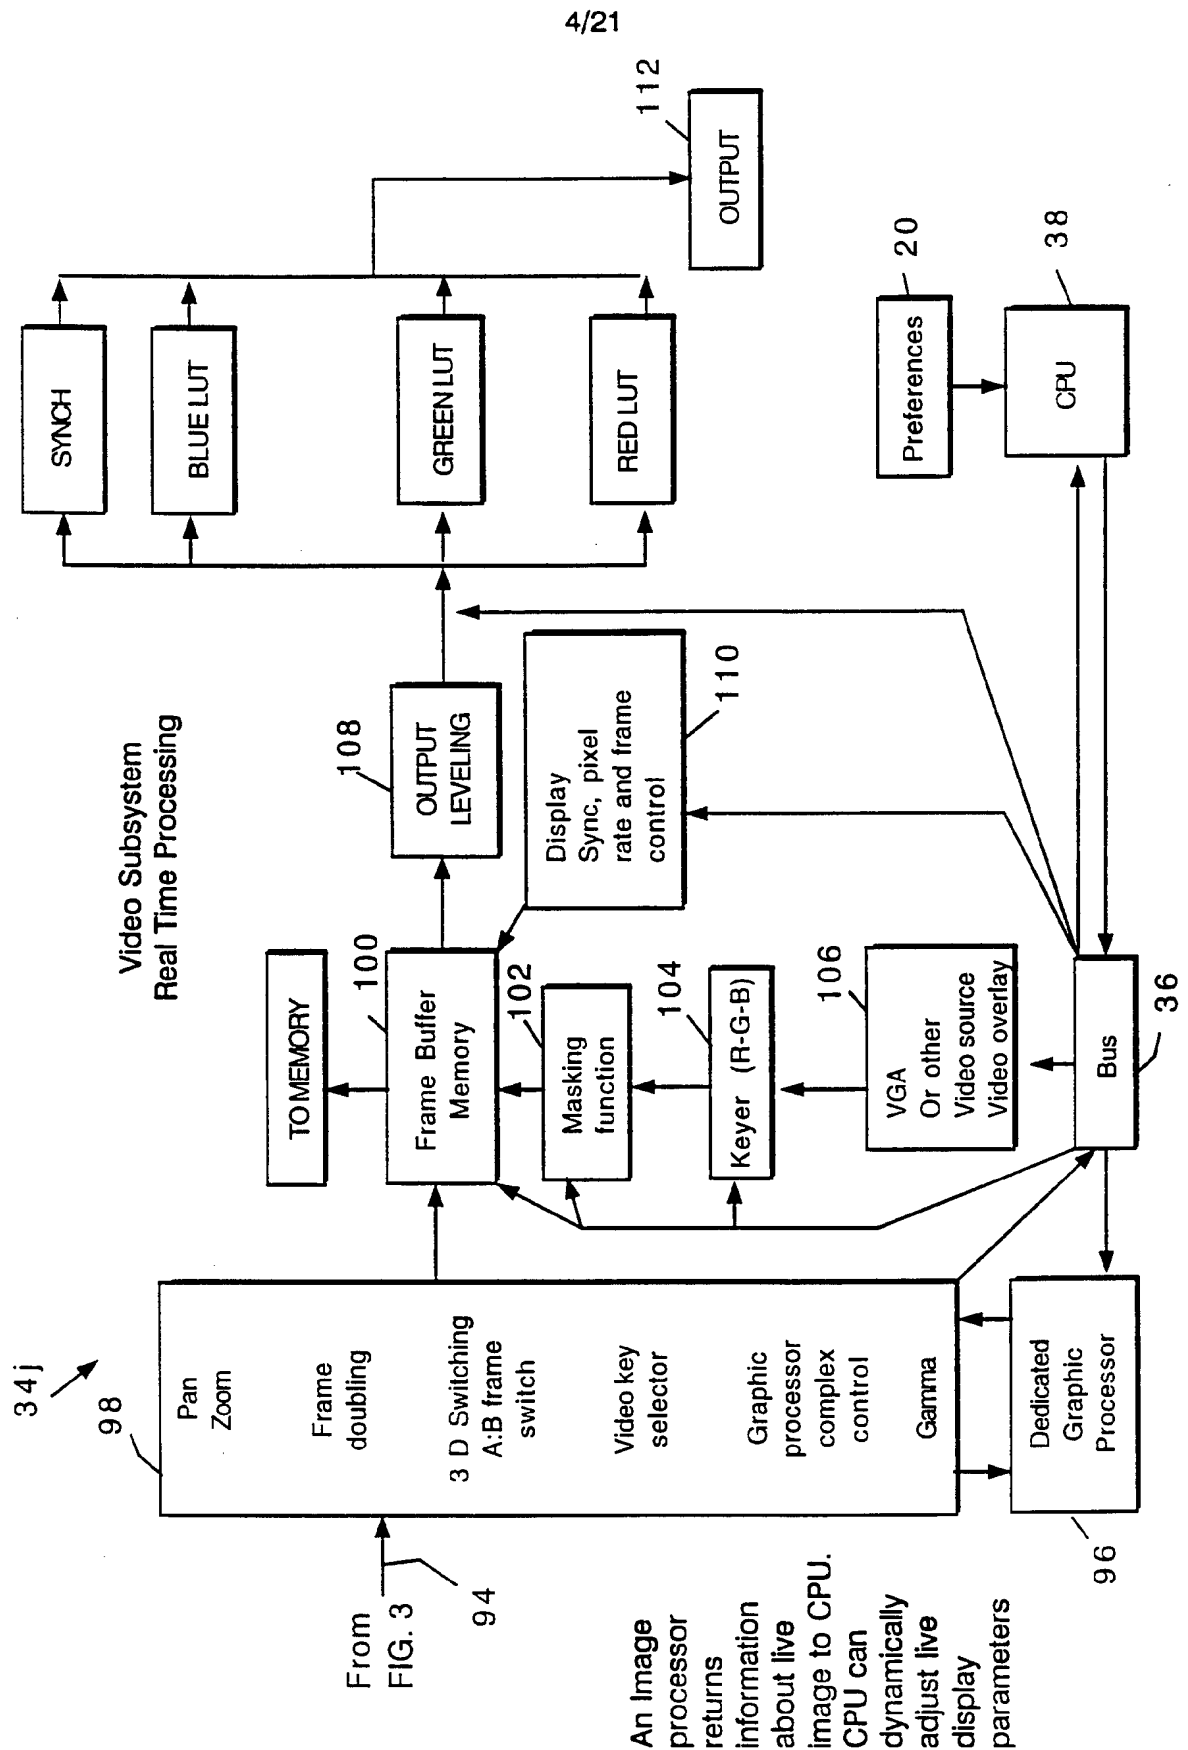 4/21
Video Subsystem
Real Time Processing
34j
98
Pan
Zoom
Frame
doubling
3 D Switching
A:B frame
switch
Video key
selector
Graphic
processor
complex
control
Gamma
From
FIG. 3
94
An Image
processor
returns
information
about live
image to CPU.
CPU can
dynamically
adjust live
display
parameters
96
Dedicated
Graphic
Processor
TO MEMORY
100
Frame Buffer
Memory
102
Masking
function
104
Keyer (R-G-B)
106
VGA
Or other
Video source
Video overlay
Bus
36
108
OUTPUT
LEVELING
Display
Sync, pixel
rate and frame
control
110
SYNCH
BLUE LUT
GREEN LUT
RED LUT
OUTPUT
112
Preferences
20
CPU
38